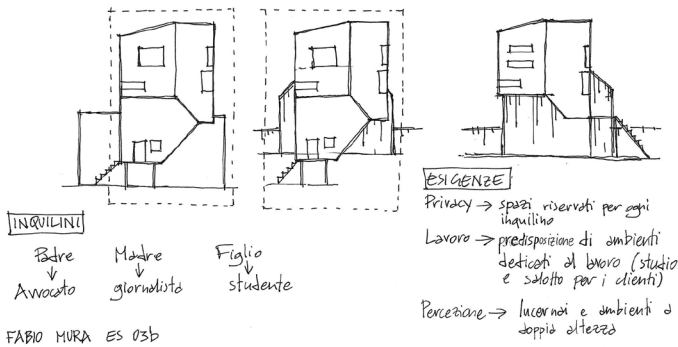 INQUILINI
Padre Madre Figlio
Avvocato giornalista studente
FABIO MURA ES 03b
ESIGENZE
Privacy → spazi riservati per ogni
inquilino
Lavoro → predisposizione di ambienti
dedicati al lavoro (studio
e salotto per i clienti)
Percezione → lucernai e ambienti a
doppia altezza